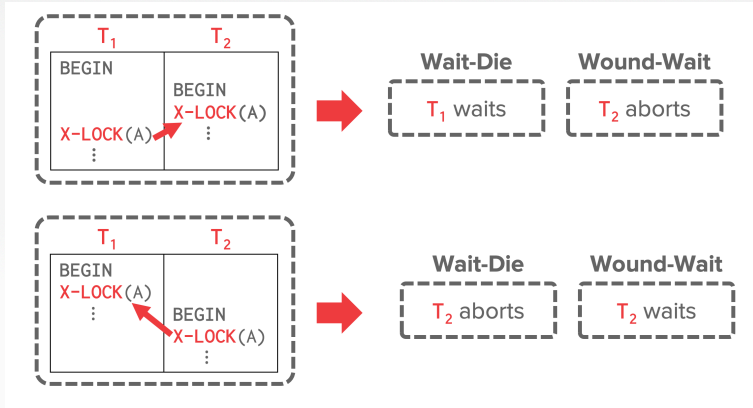 T₁ T₂
BEGIN
BEGIN
X-LOCK(A)
X-LOCK(A)
⋮ ⋮
Wait-Die Wound-Wait
T₁ waits T₂ aborts
T₁ T₂
BEGIN
X-LOCK(A)
⋮
BEGIN
X-LOCK(A)
⋮
Wait-Die Wound-Wait
T₂ aborts T₂ waits